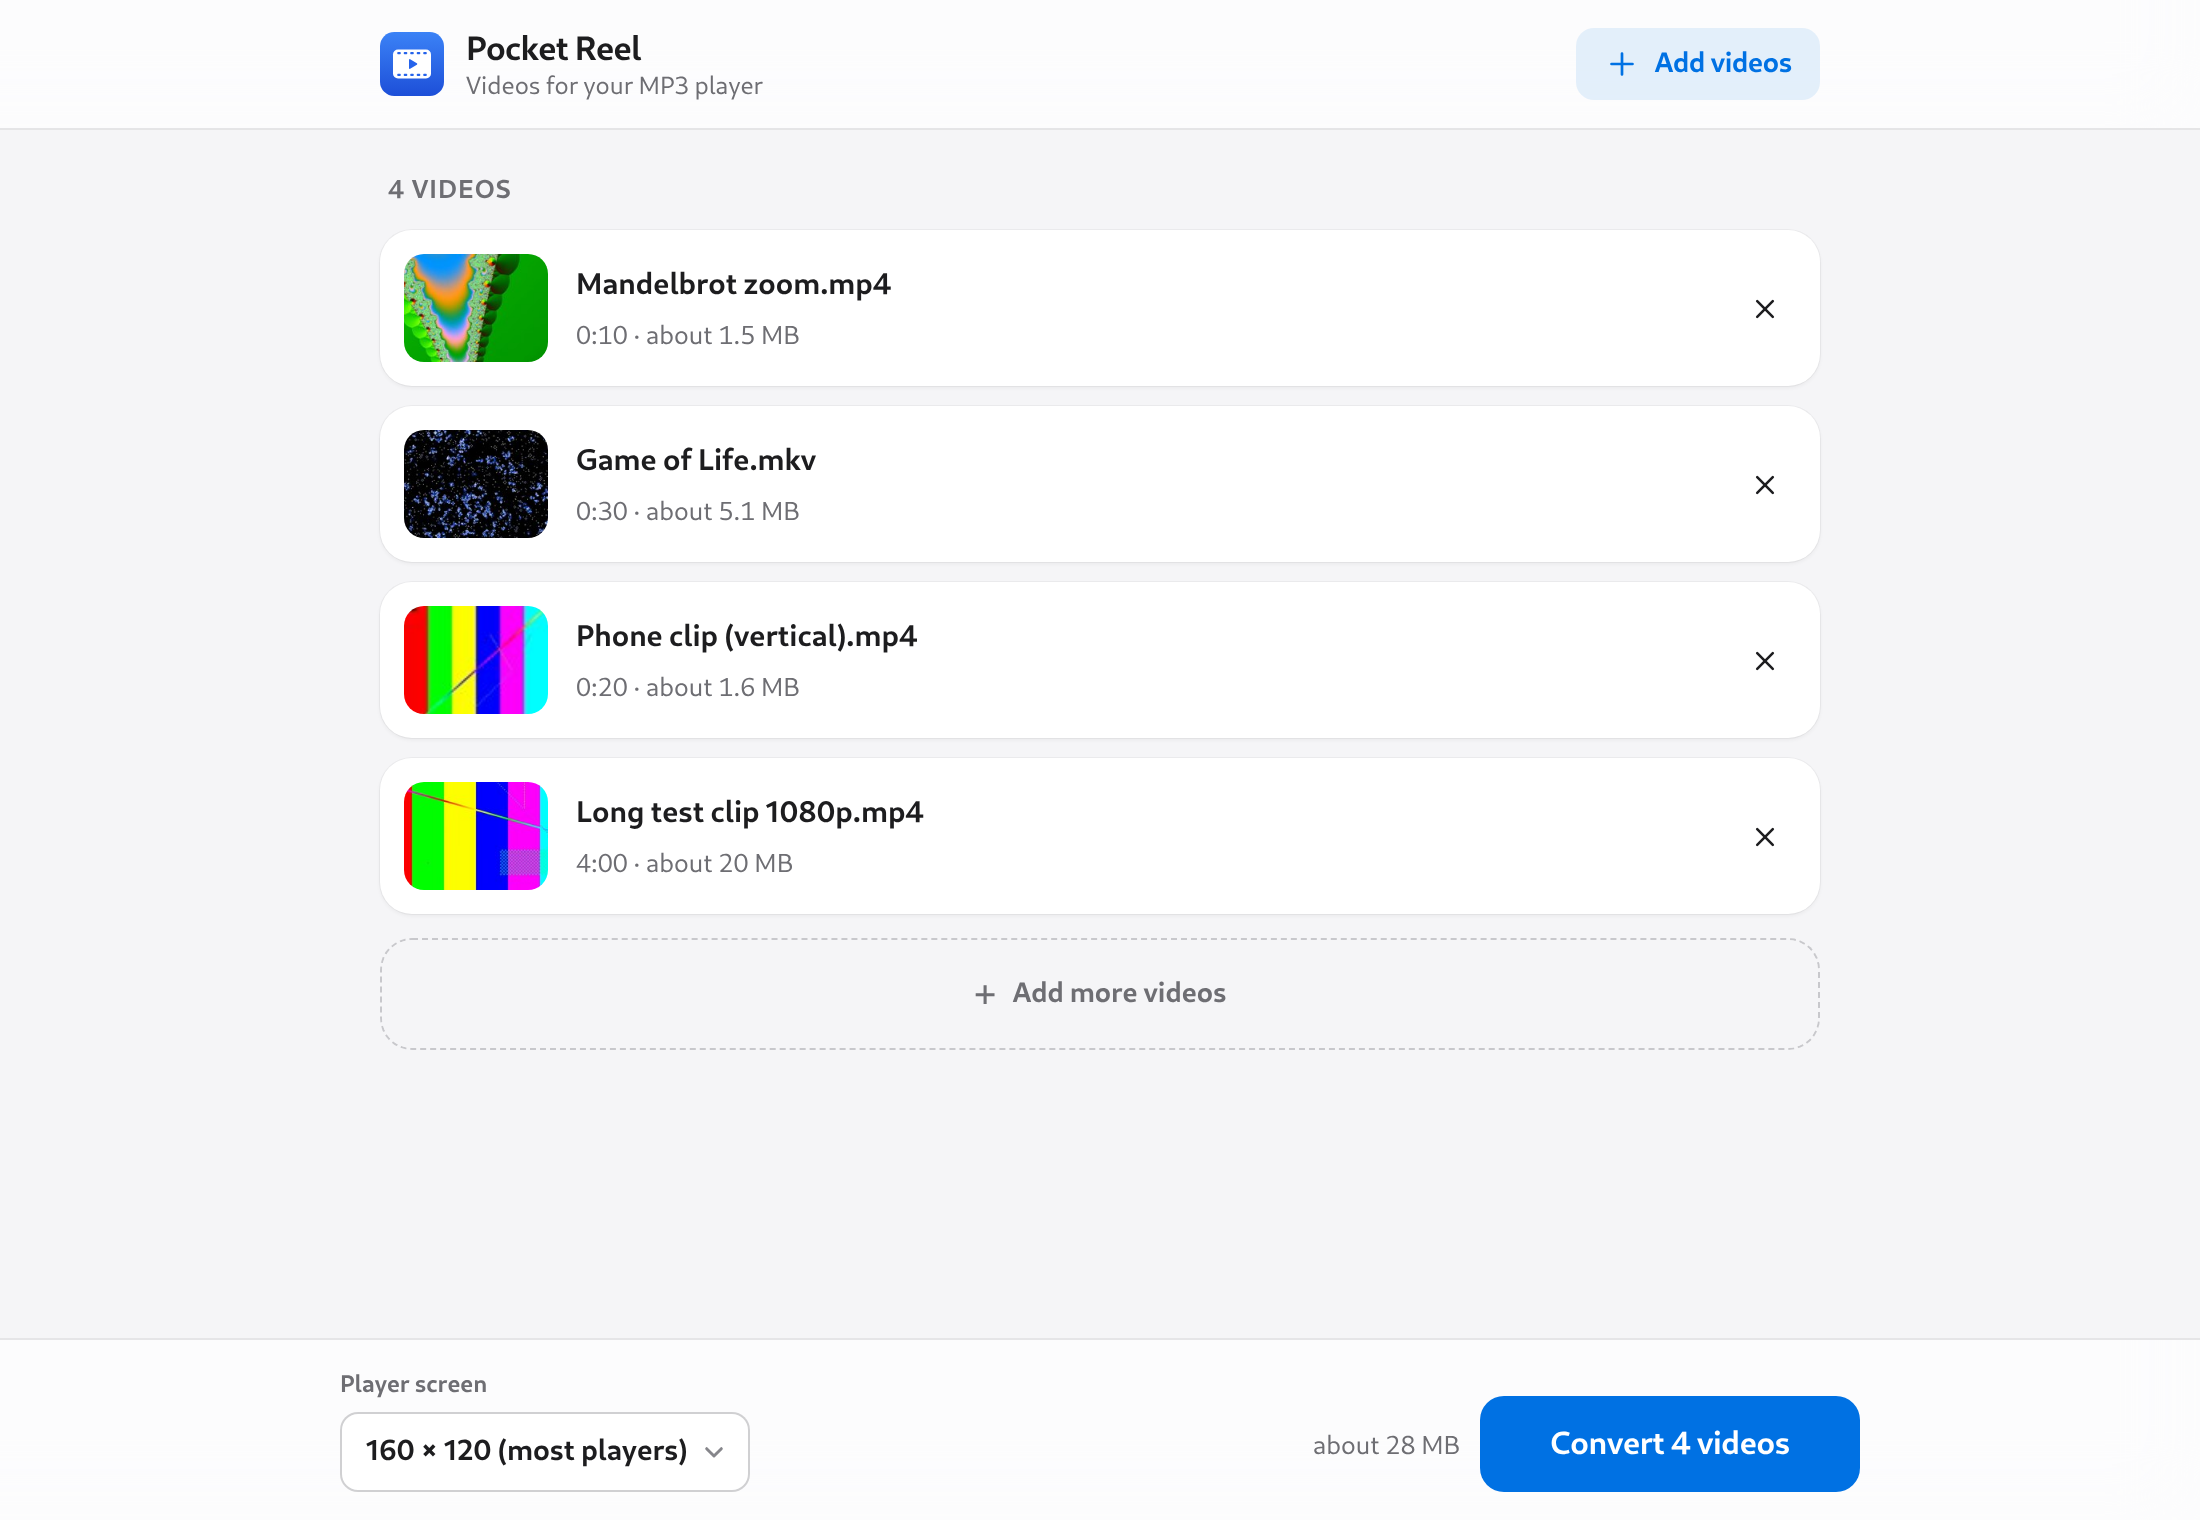 Pocket Reel
Videos for your MP3 player
Add videos
4 VIDEOS
Mandelbrot zoom.mp4
0:10 · about 1.5 MB
Game of Life.mkv
0:30 · about 5.1 MB
Phone clip (vertical).mp4
0:20 · about 1.6 MB
Long test clip 1080p.mp4
4:00 · about 20 MB
Add more videos
Player screen
160 × 120 (most players)
about 28 MB
Convert 4 videos